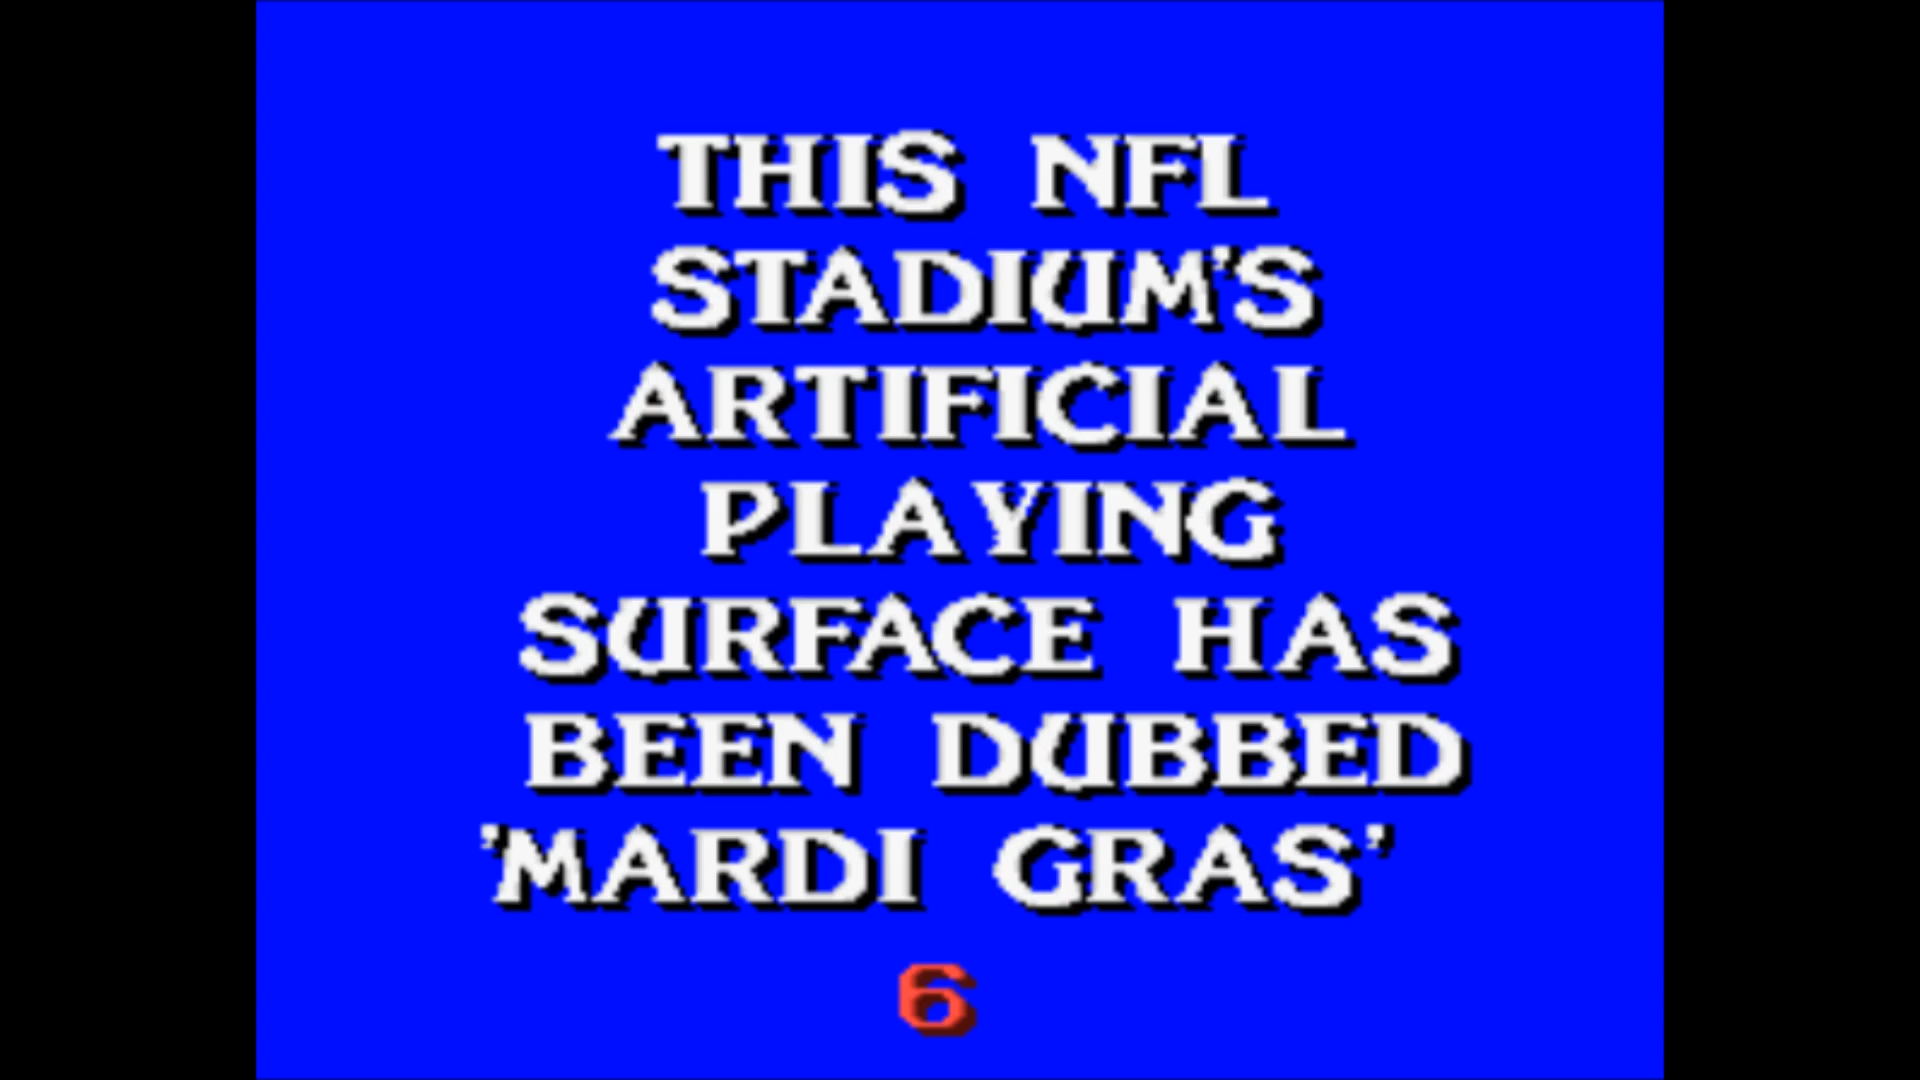 THIS NFL
STADIUM'S
ARTIFICIAL
PLAYING
SURFACE HAS
BEEN DUBBED
'MARDI GRAS'
6